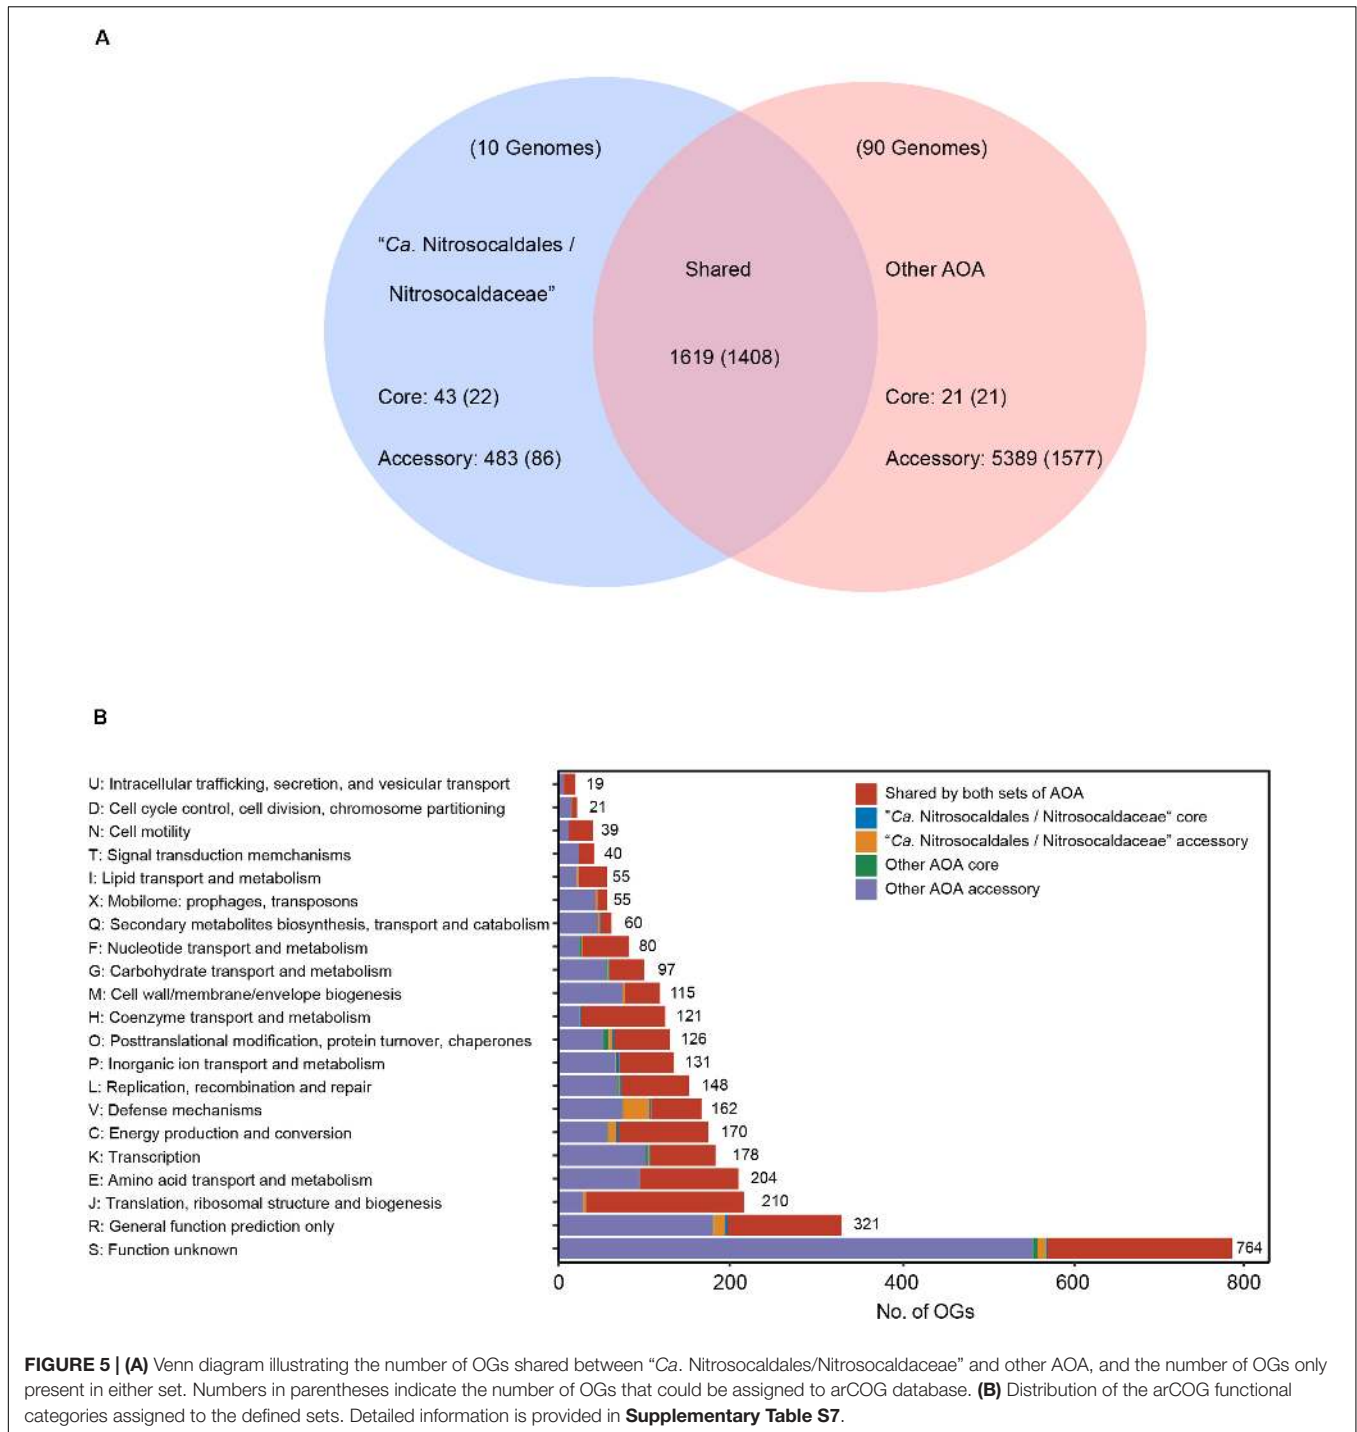 A
(10 Genomes)
(90 Genomes)
“Ca. Nitrosocaldales /
Nitrosocaldaceae”
Shared
Other AOA
1619 (1408)
Core: 43 (22)
Core: 21 (21)
Accessory: 483 (86)
Accessory: 5389 (1577)
B
U: Intracellular trafficking, secretion, and vesicular transport 19
D: Cell cycle control, cell division, chromosome partitioning 21
N: Cell motility 39
T: Signal transduction memchanisms 40
I: Lipid transport and metabolism 55
X: Mobilome: prophages, transposons 55
Q: Secondary metabolites biosynthesis, transport and catabolism 60
F: Nucleotide transport and metabolism 80
G: Carbohydrate transport and metabolism 97
M: Cell wall/membrane/envelope biogenesis 115
H: Coenzyme transport and metabolism 121
O: Posttranslational modification, protein turnover, chaperones 126
P: Inorganic ion transport and metabolism 131
L: Replication, recombination and repair 148
V: Defense mechanisms 162
C: Energy production and conversion 170
K: Transcription 178
E: Amino acid transport and metabolism 204
J: Translation, ribosomal structure and biogenesis 210
R: General function prediction only 321
S: Function unknown 764
Shared by both sets of AOA
"Ca. Nitrosocaldales / Nitrosocaldaceae“ core
“Ca. Nitrosocaldales / Nitrosocaldaceae” accessory
Other AOA core
Other AOA accessory
0 200 400 600 800
No. of OGs
FIGURE 5 | (A) Venn diagram illustrating the number of OGs shared between “Ca. Nitrosocaldales/Nitrosocaldaceae” and other AOA, and the number of OGs only
present in either set. Numbers in parentheses indicate the number of OGs that could be assigned to arCOG database. (B) Distribution of the arCOG functional
categories assigned to the defined sets. Detailed information is provided in Supplementary Table S7.